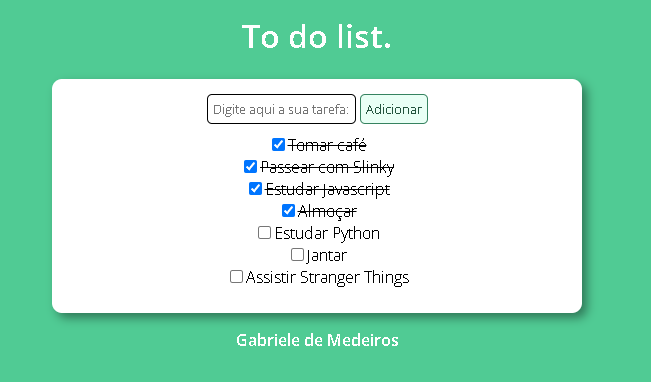 To do list.
Digite aqui a sua tarefa: Adicionar
Tomar café
Passear com Slinky
Estudar Javascript
Almoçar
Estudar Python
Jantar
Assistir Stranger Things
Gabriele de Medeiros